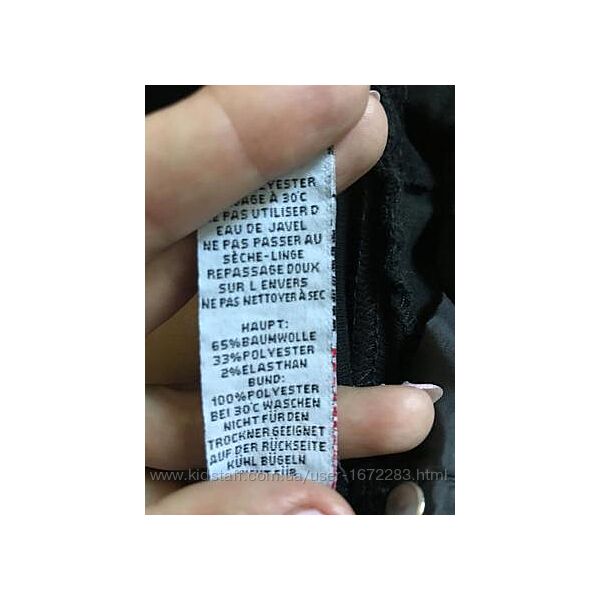 POLYESTER
À 30°C
NE PAS UTILISER D
EAU DE JAVEL
NE PAS PASSER AU
SÈCHE-LINGE
REPASSAGE DOUX
SUR L ENVERS
NE PAS NETTOYER À SEC
HAUPT:
65%BAUMWOLLE
33%POLYESTER
2%ELASTHAN
BUND:
100%POLYESTER
BEI 30°C WASCHEN
NICHT FÜR DEN
TROCKNER GEEIGNET
AUF DER RÜCKSEITE
KÜHL BÜGELN
www.kidstaff.com.ua/user-1672283.html